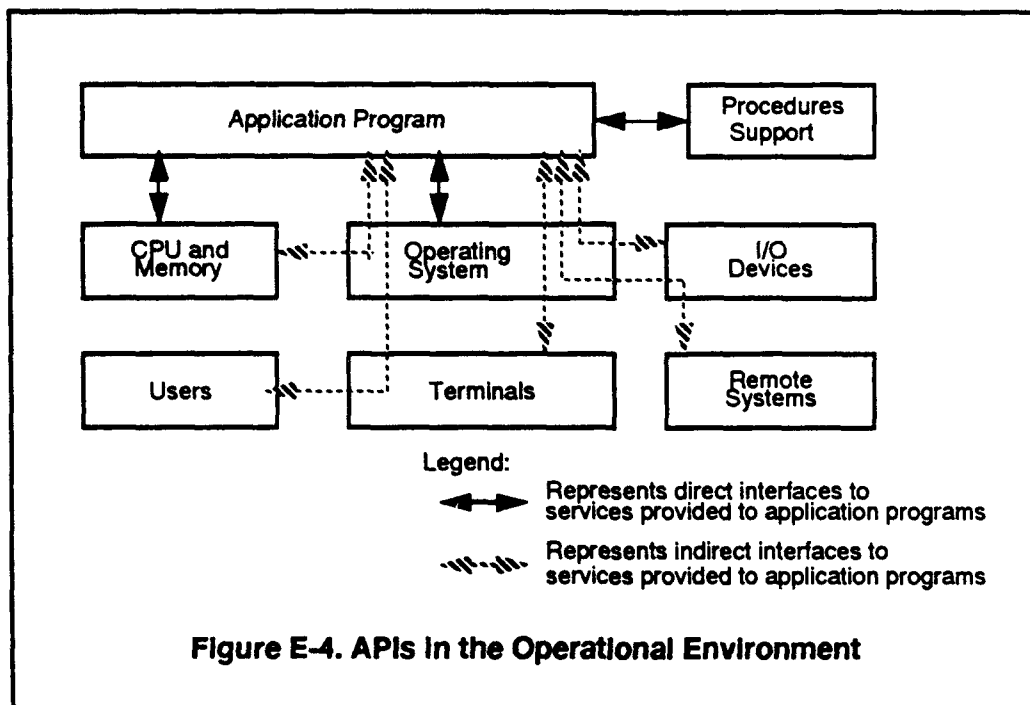 Application Program
Procedures
Support
CPU and
Memory
Operating
System
I/O
Devices
Users
Terminals
Remote
Systems
Legend:
Represents direct interfaces to
services provided to application programs
Represents indirect interfaces to
services provided to application programs
Figure E-4. APIs in the Operational Environment